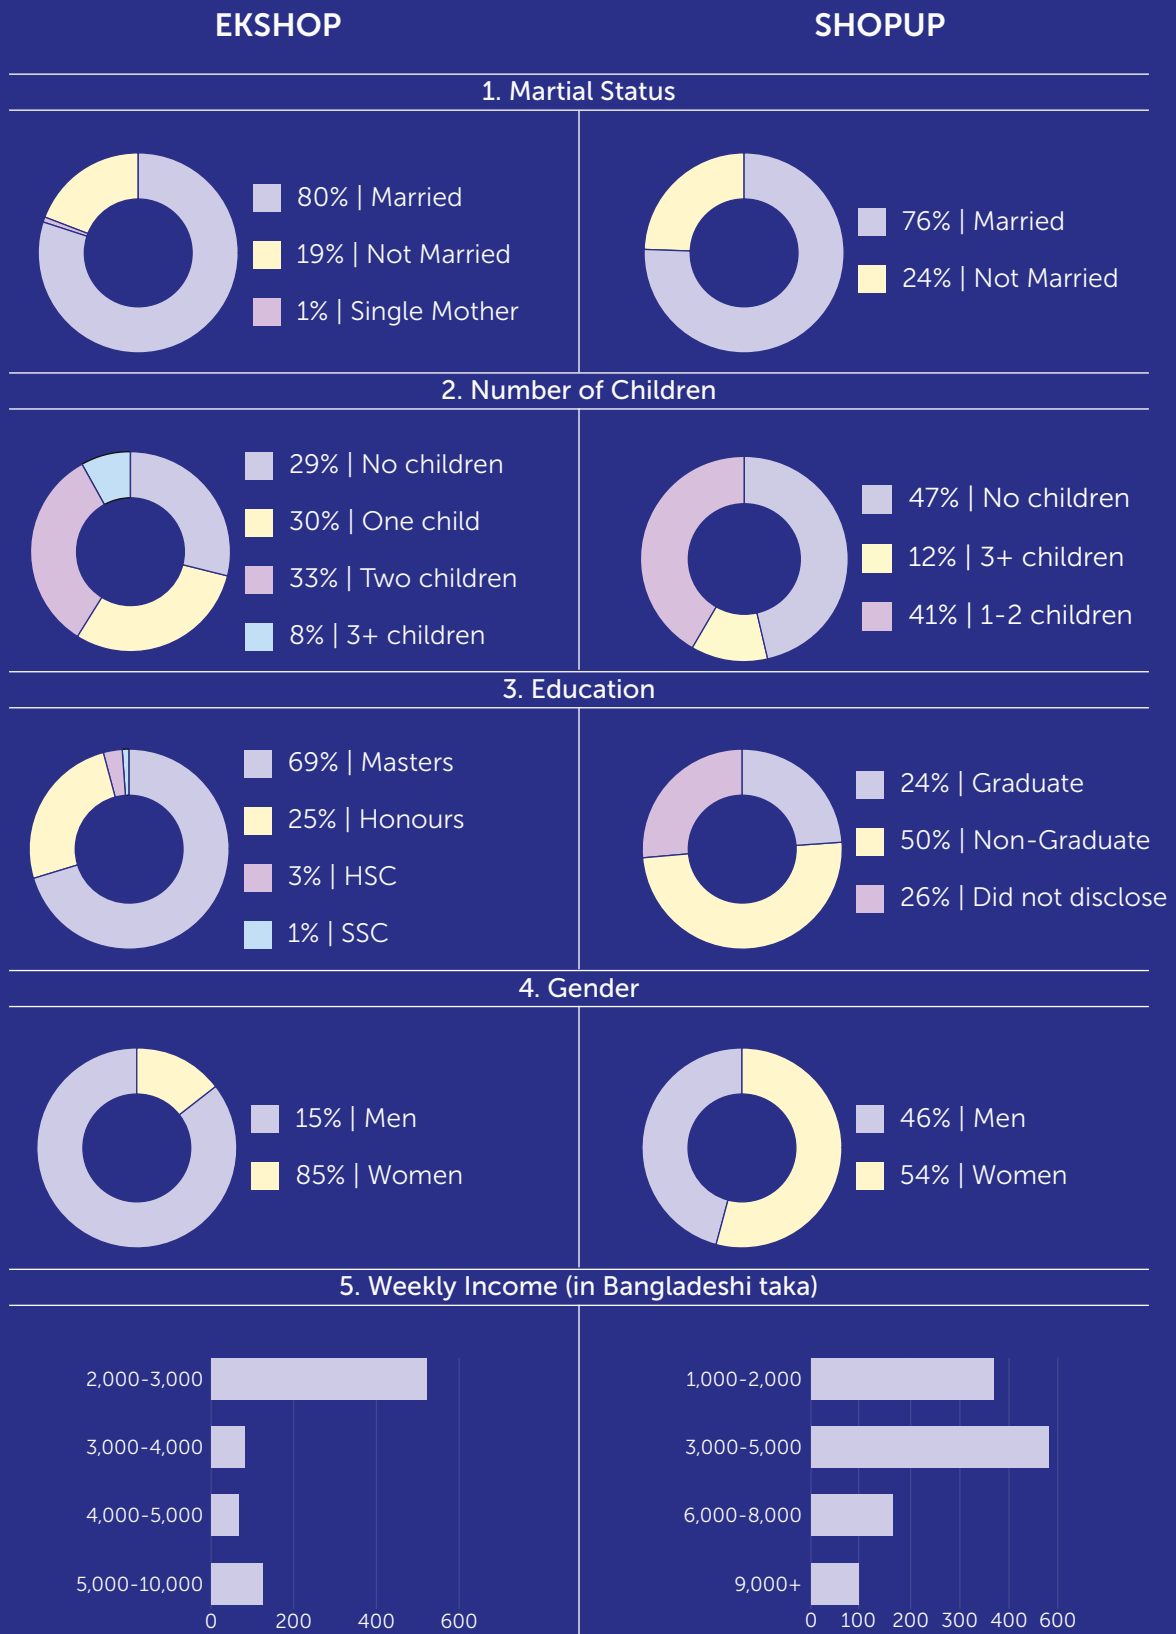 EKSHOP
SHOPUP
1. Martial Status
80% | Married
19% | Not Married
1% | Single Mother
76% | Married
24% | Not Married
2. Number of Children
29% | No children
30% | One child
33% | Two children
8% | 3+ children
47% | No children
12% | 3+ children
41% | 1-2 children
3. Education
69% | Masters
25% | Honours
3% | HSC
1% | SSC
24% | Graduate
50% | Non-Graduate
26% | Did not disclose
4. Gender
15% | Men
85% | Women
46% | Men
54% | Women
5. Weekly Income (in Bangladeshi taka)
2,000-3,000
3,000-4,000
4,000-5,000
5,000-10,000
0 200 400 600
1,000-2,000
3,000-5,000
6,000-8,000
9,000+
0 100 200 300 400 600